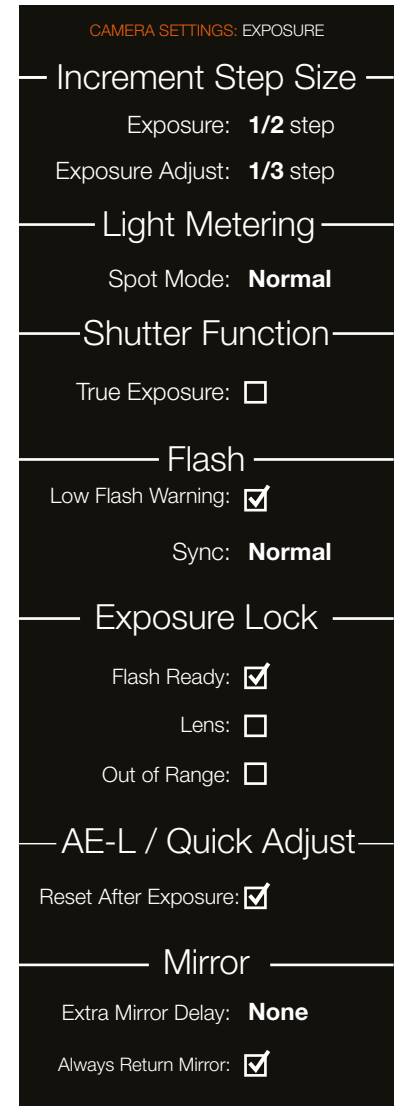 CAMERA SETTINGS: EXPOSURE
Increment Step Size
Exposure: 1/2 step
Exposure Adjust: 1/3 step
Light Metering
Spot Mode: Normal
Shutter Function
True Exposure:
Flash
Low Flash Warning:
Sync: Normal
Exposure Lock
Flash Ready:
Lens:
Out of Range:
AE-L / Quick Adjust
Reset After Exposure:
Mirror
Extra Mirror Delay: None
Always Return Mirror: